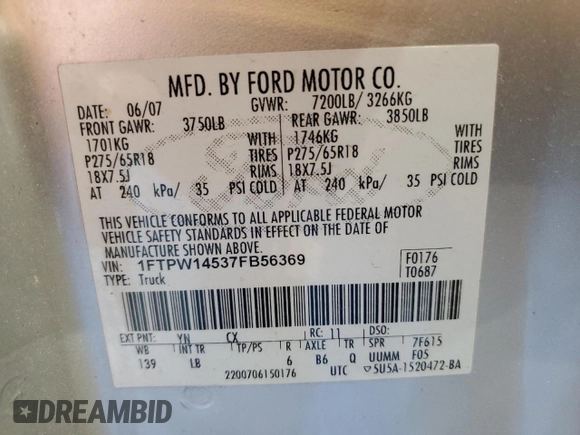 MFD. BY FORD MOTOR CO.
DATE: 06/07 GVWR: 7200LB/ 3266KG
FRONT GAWR: 3750LB REAR GAWR: 3850LB
1701KG WITH 1746KG WITH
P275/65R18 TIRES P275/65R18 TIRES
18X7.5J RIMS 18X7.5J RIMS
AT 240 kPa/ 35 PSI COLD AT 240 kPa/ 35 PSI COLD
THIS VEHICLE CONFORMS TO ALL APPLICABLE FEDERAL MOTOR
VEHICLE SAFETY STANDARDS IN EFFECT ON THE DATE OF
MANUFACTURE SHOWN ABOVE.
VIN: 1FTPW14537FB56369 F0176
TYPE: Truck T0687
EXT PNT: YN CX RC: 11 DSO:
WB INT TR TP/PS R AXLE TR SPR 7F615
139 LB 6 B6 Q UUMM F05
2200706150176 UTC ▽5U5A-1520472-BA
DREAMBID